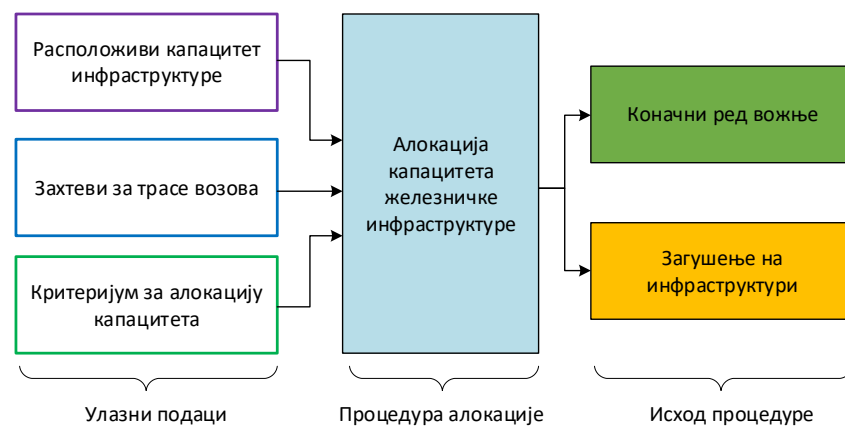 Расположиви капацитет
инфраструктуре
Захтеви за трасе возова
Критеријум за алокацију
капацитета
Алокација
капацитета
железничке
инфраструктуре
Коначни ред вожње
Загушење на
инфраструктури
Улазни подаци
Процедура алокације
Исход процедуре